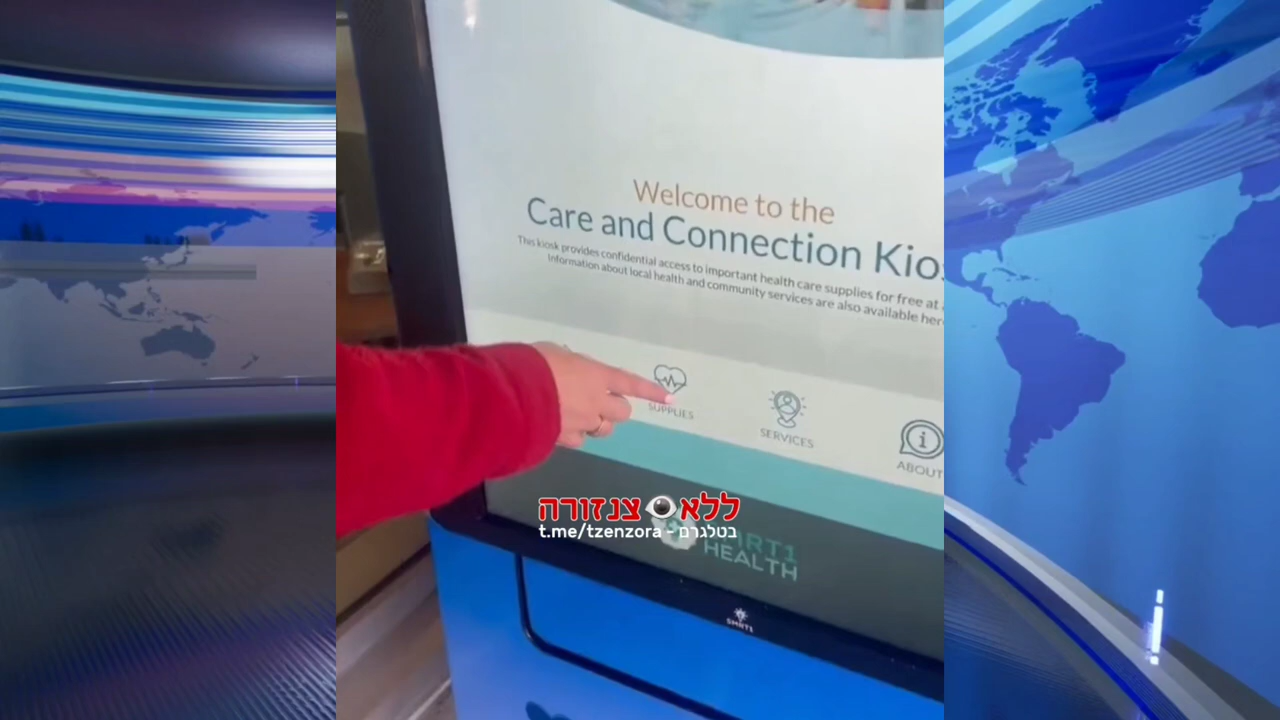 Welcome to the
Care and Connection Kio
This kiosk provides confidential access to important health care supplies for free at
Information about local health and community services are also available her
SUPPLIES
SERVICES
ABOUT
ללא צנזורה
t.me/tzenzora - בטלגרם
SMRT1
HEALTH
SMRT1